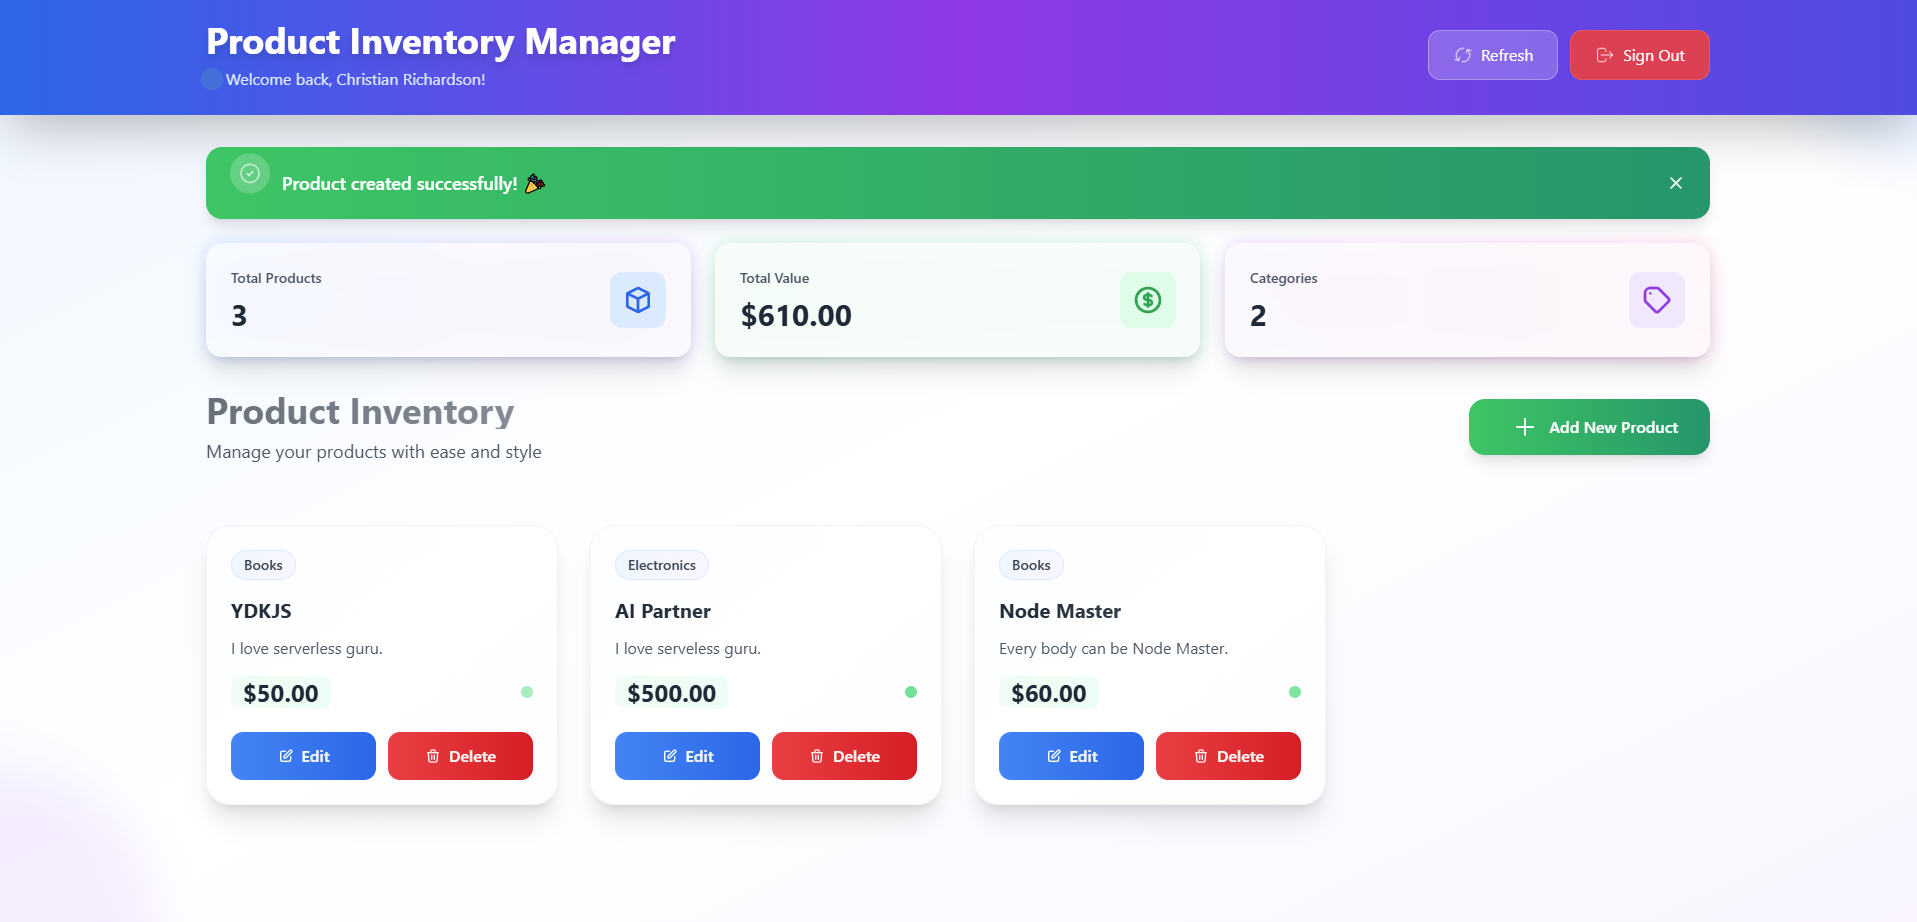 Product Inventory Manager
Welcome back, Christian Richardson!
Refresh
Sign Out
Product created successfully! 🎉
Total Products
3
Total Value
$610.00
Categories
2
Product Inventory
Manage your products with ease and style
Add New Product
Books
YDKJS
I love serverless guru.
$50.00
Edit
Delete
Electronics
AI Partner
I love serveless guru.
$500.00
Edit
Delete
Books
Node Master
Every body can be Node Master.
$60.00
Edit
Delete